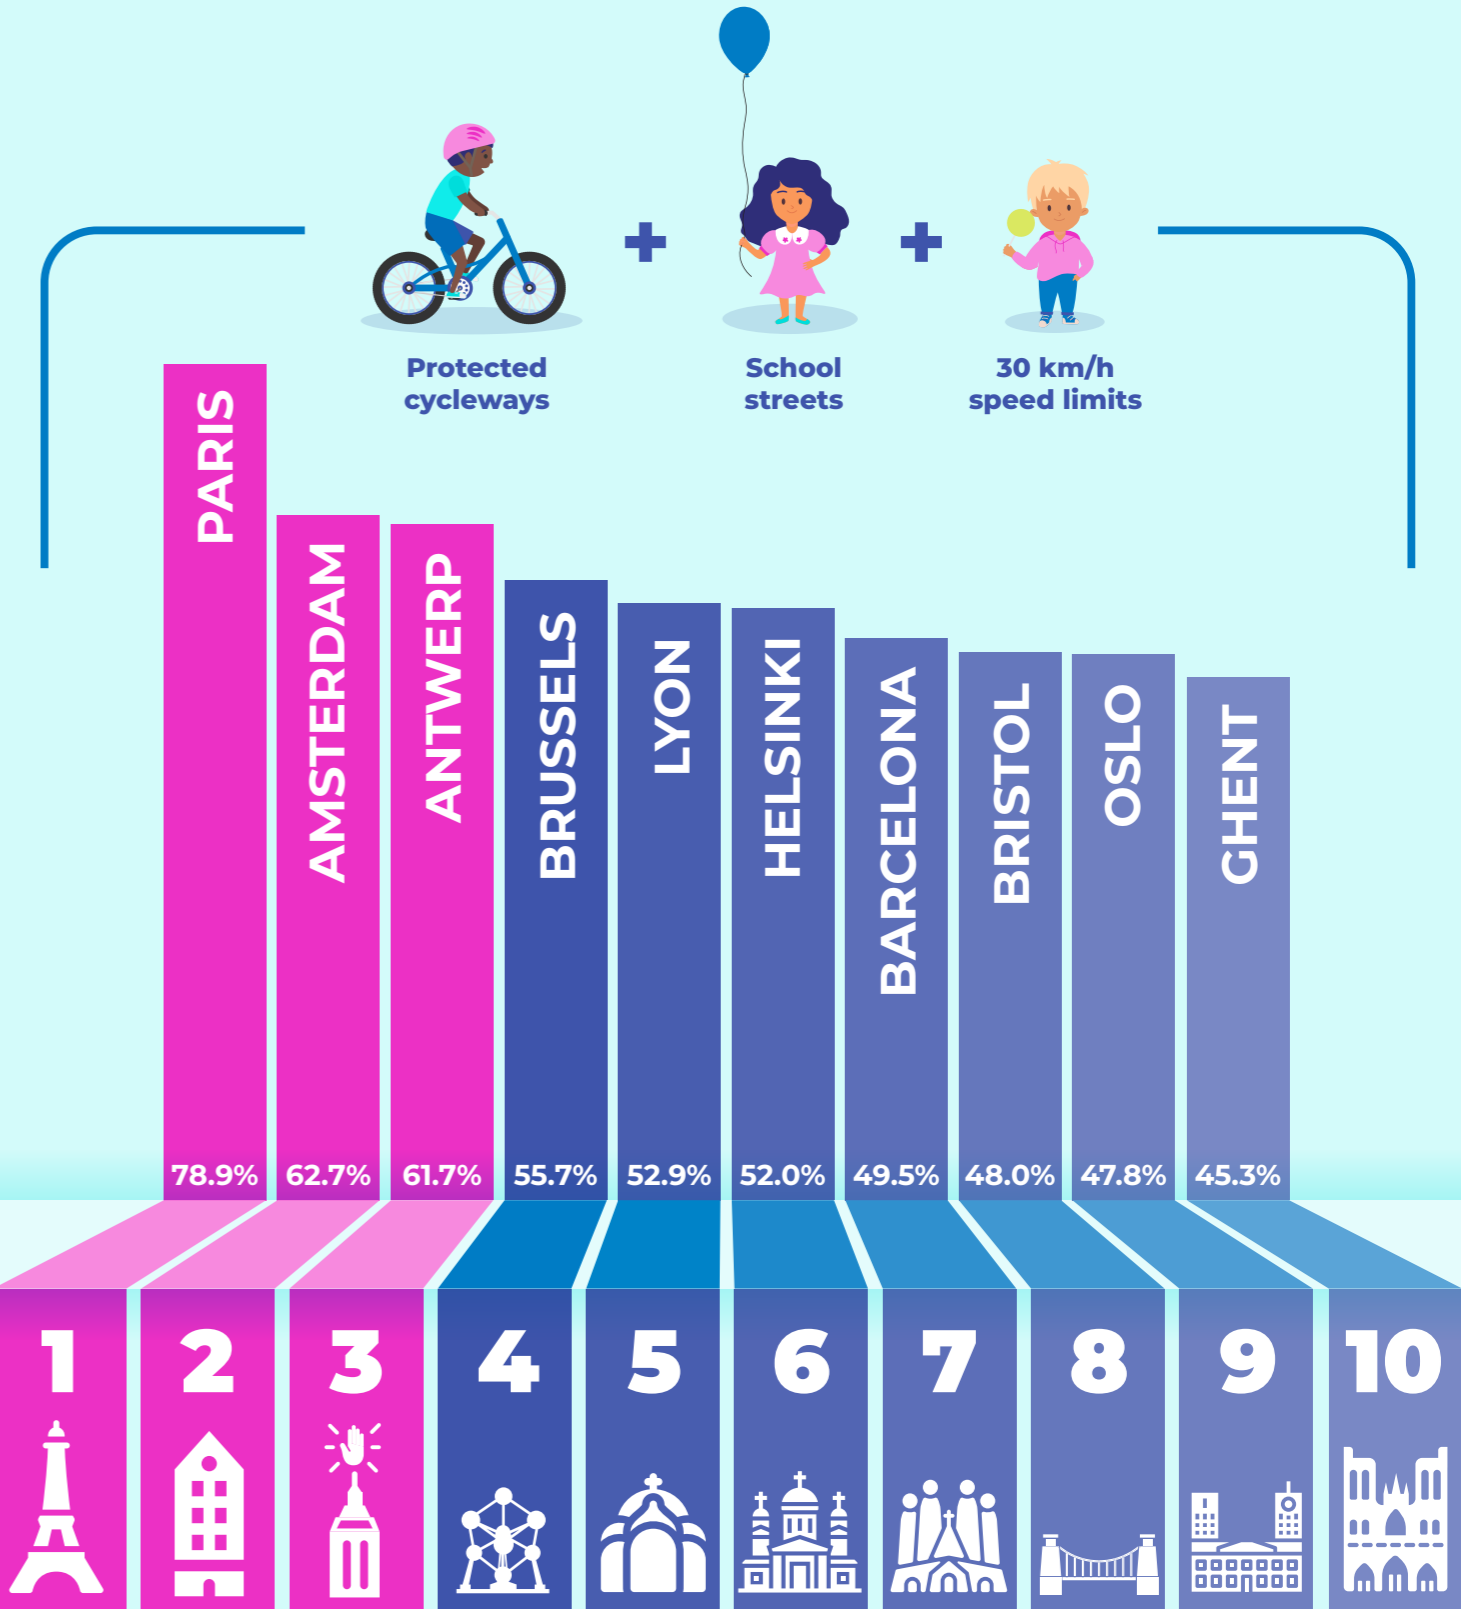 Protected
cycleways
School
streets
30 km/h
speed limits
PARIS
AMSTERDAM
ANTWERP
BRUSSELS
LYON
HELSINKI
BARCELONA
BRISTOL
OSLO
GHENT
78.9% 62.7% 61.7% 55.7% 52.9% 52.0% 49.5% 48.0% 47.8% 45.3%
1 2 3 4 5 6 7 8 9 10